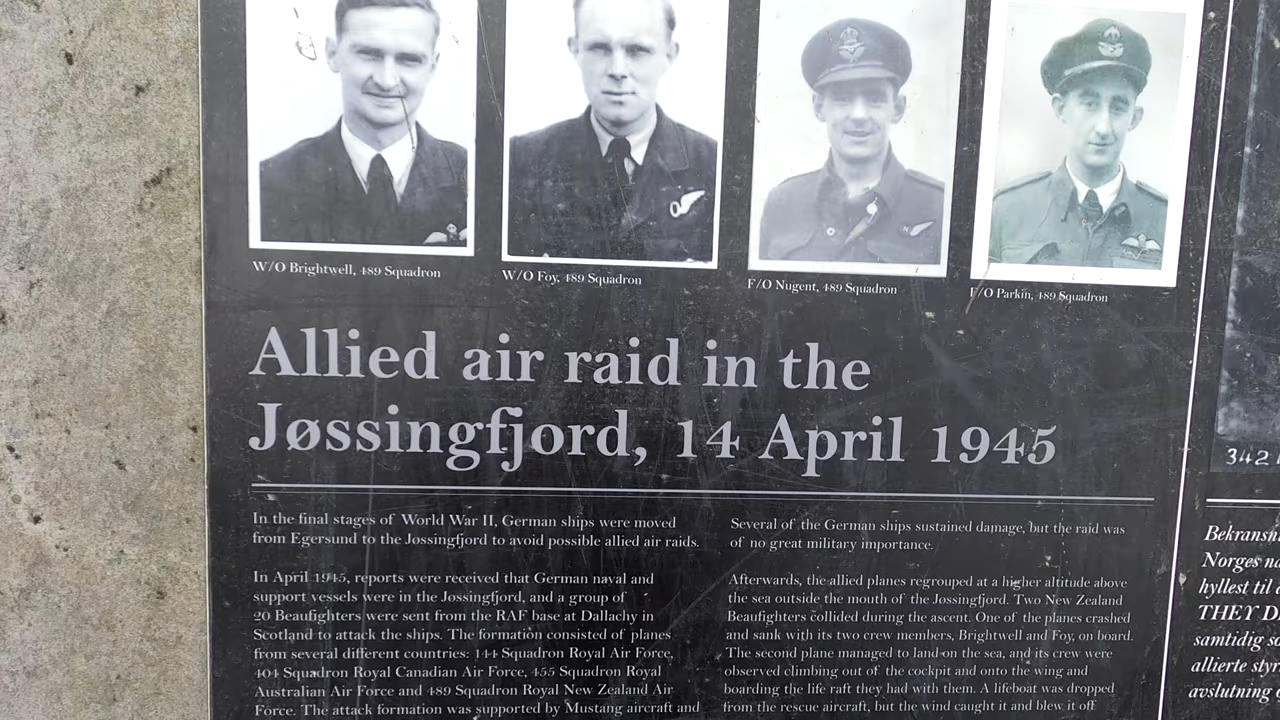 W/O Brightwell, 489 Squadron
W/O Foy, 489 Squadron
F/O Nugent, 489 Squadron
F/O Parkin, 489 Squadron
Allied air raid in the
Jøssingfjord, 14 April 1945
In the final stages of World War II, German ships were moved
from Egersund to the Jøssingfjord to avoid possible allied air raids.
In April 1945, reports were received that German naval and
support vessels were in the Jøssingfjord, and a group of
20 Beaufighters were sent from the RAF base at Dallachy in
Scotland to attack the ships. The formation consisted of planes
from several different countries: 144 Squadron Royal Air Force,
404 Squadron Royal Canadian Air Force, 455 Squadron Royal
Australian Air Force and 489 Squadron Royal New Zealand Air
Force. The attack formation was supported by Mustang aircraft and
Several of the German ships sustained damage, but the raid was
of no great military importance.
Afterwards, the allied planes regrouped at a higher altitude above
the sea outside the mouth of the Jøssingfjord. Two New Zealand
Beaufighters collided during the ascent. One of the planes crashed
and sank with its two crew members, Brightwell and Foy, on board.
The second plane managed to land on the sea, and its crew were
observed climbing out of the cockpit and onto the wing and
boarding the life raft they had with them. A lifeboat was dropped
from the rescue aircraft, but the wind caught it and blew it off
342
Norges
hyllest til
THEY
samtidig
allierte
avslutning